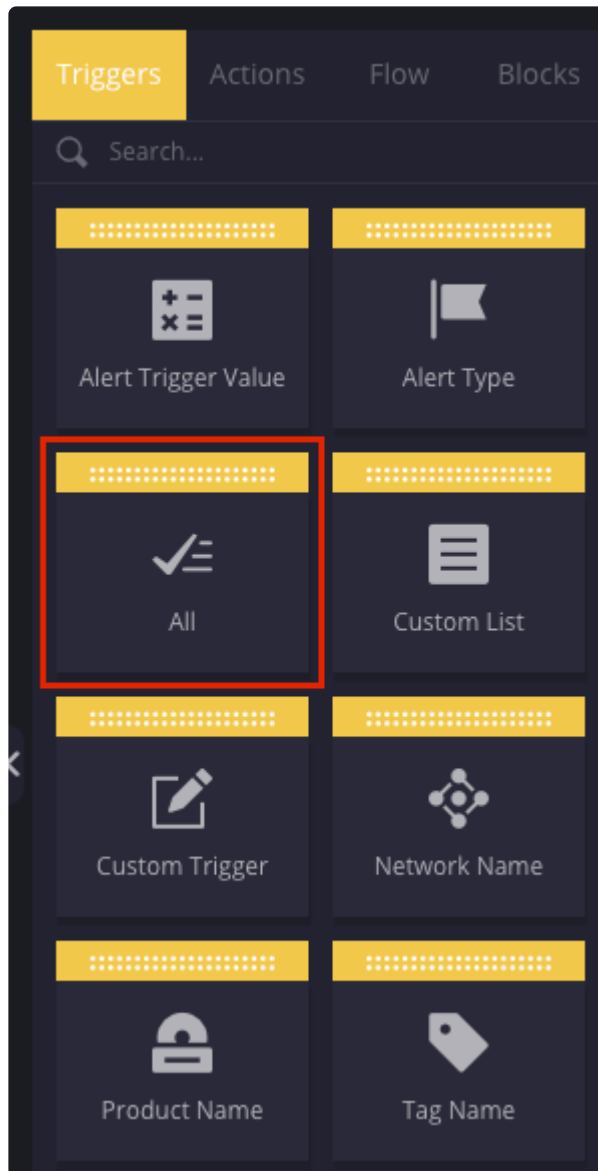 Triggers Actions Flow Blocks
Search...
Alert Trigger Value Alert Type
All Custom List
Custom Trigger Network Name
Product Name Tag Name